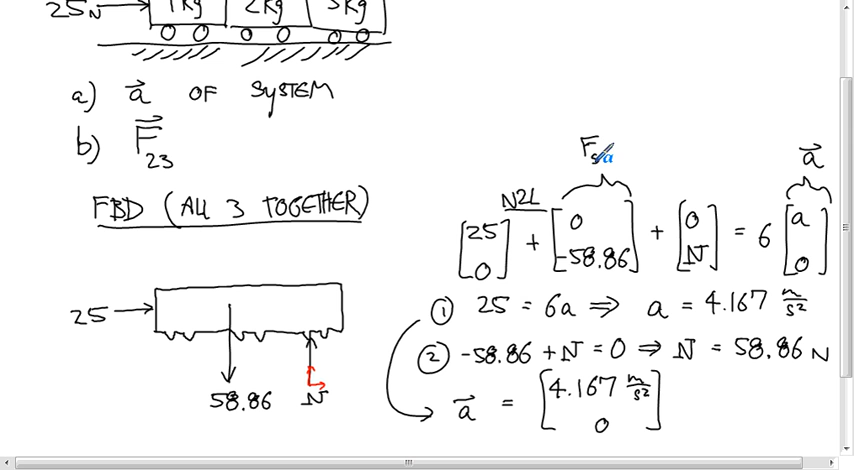 25N 1kg 2kg 3kg
a) a⃗ OF SYSTEM
b) F⃗23
FBD (ALL 3 TOGETHER)
25
58.86 N
a⃗
N2L
[25 0] + [0 -58.86] + [0 N] = 6 [a 0]
① 25 = 6a ⇒ a = 4.167 m/s²
② -58.86 + N = 0 ⇒ N = 58.86 N
a⃗ = [4.167 m/s² 0]